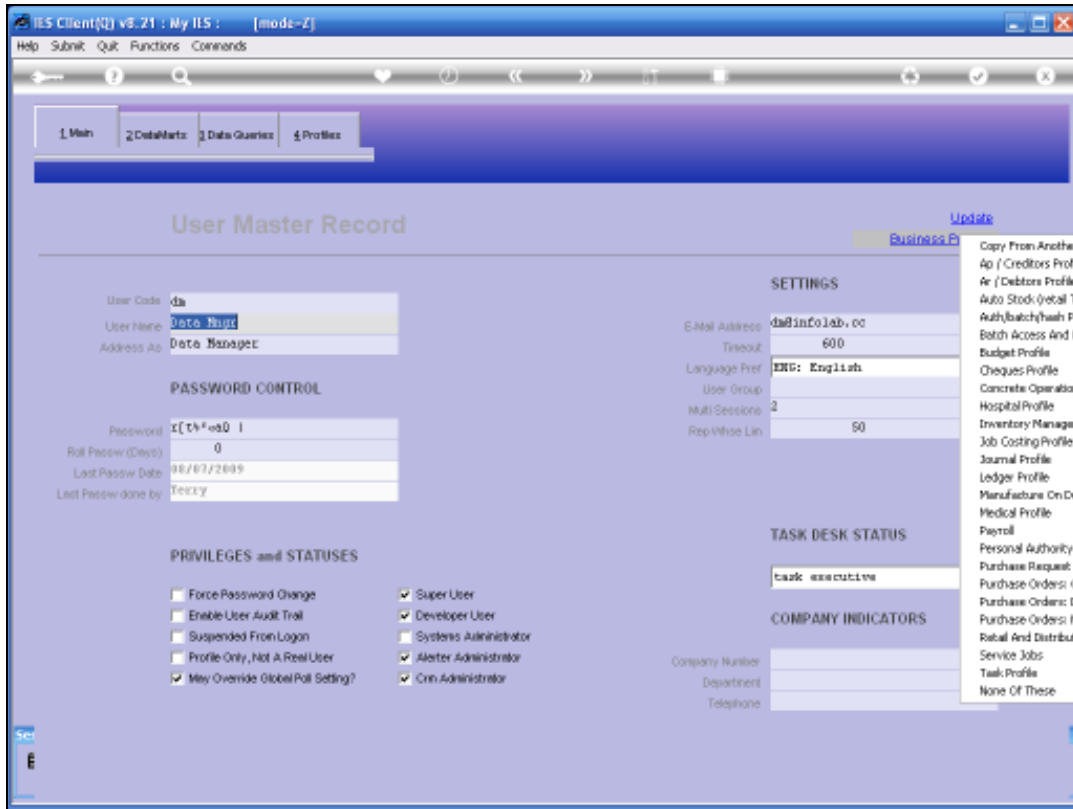 IES Client(Q) v8.21 : My IES : [mode-Z]
Help Submit Quit Functions Commands
1 Main 2 DataMarts 3 Data Queries 4 Profiles
User Master Record
Update
Business P
User Code dm
User Name Data Mngr
Address As Data Manager
PASSWORD CONTROL
Password
Roll Passw (Days) 0
Last Passw Date 08/07/2009
Last Passw done by Terry
PRIVILEGES and STATUSES
Force Password Change
Enable User Audit Trail
Suspended From Logon
Profile Only, Not A Real User
May Override Global Poll Setting?
Super User
Developer User
Systems Administrator
Alerter Administrator
Crm Administrator
SETTINGS
E-Mail Address dm@infolab.cc
Timeout 600
Language Pref ENG: English
User Group
Multi Sessions 2
Rep Whse Lim 50
TASK DESK STATUS
task executive
COMPANY INDICATORS
Company Number
Department
Telephone
Copy From Anothe
Ap / Creditors Prof
Ar / Debtors Profile
Auto Stock (retail T
Auth/batch/hash P
Batch Access And
Budget Profile
Cheques Profile
Concrete Operatio
Hospital Profile
Inventory Manage
Job Costing Profile
Journal Profile
Ledger Profile
Manufacture On D
Medical Profile
Payroll
Personal Authority
Purchase Request
Purchase Orders:
Purchase Orders:
Purchase Orders:
Retail And Distribut
Service Jobs
Task Profile
None Of These